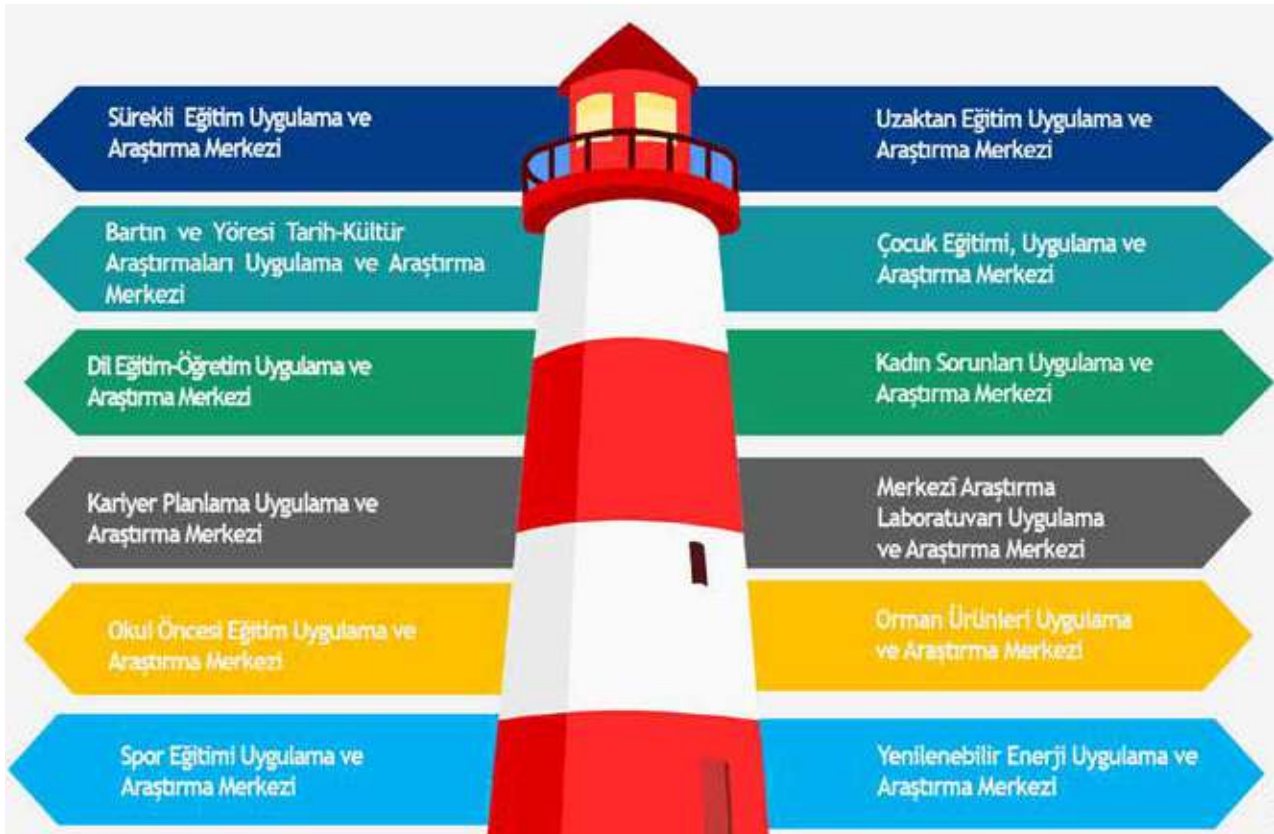 Sürekli Eğitim Uygulama ve
Araştırma Merkezi
Uzaktan Eğitim Uygulama ve
Araştırma Merkezi
Bartın ve Yöresi Tarih-Kültür
Araştırmaları Uygulama ve Araştırma
Merkezi
Çocuk Eğitimi, Uygulama ve
Araştırma Merkezi
Dil Eğitim-Öğretim Uygulama ve
Araştırma Merkezi
Kadın Sorunları Uygulama ve
Araştırma Merkezi
Kariyer Planlama Uygulama ve
Araştırma Merkezi
Merkezî Araştırma
Laboratuvarı Uygulama
ve Araştırma Merkezi
Okul Öncesi Eğitim Uygulama ve
Araştırma Merkezi
Orman Ürünleri Uygulama
ve Araştırma Merkezi
Spor Eğitimi Uygulama ve
Araştırma Merkezi
Yenilenebilir Enerji Uygulama ve
Araştırma Merkezi